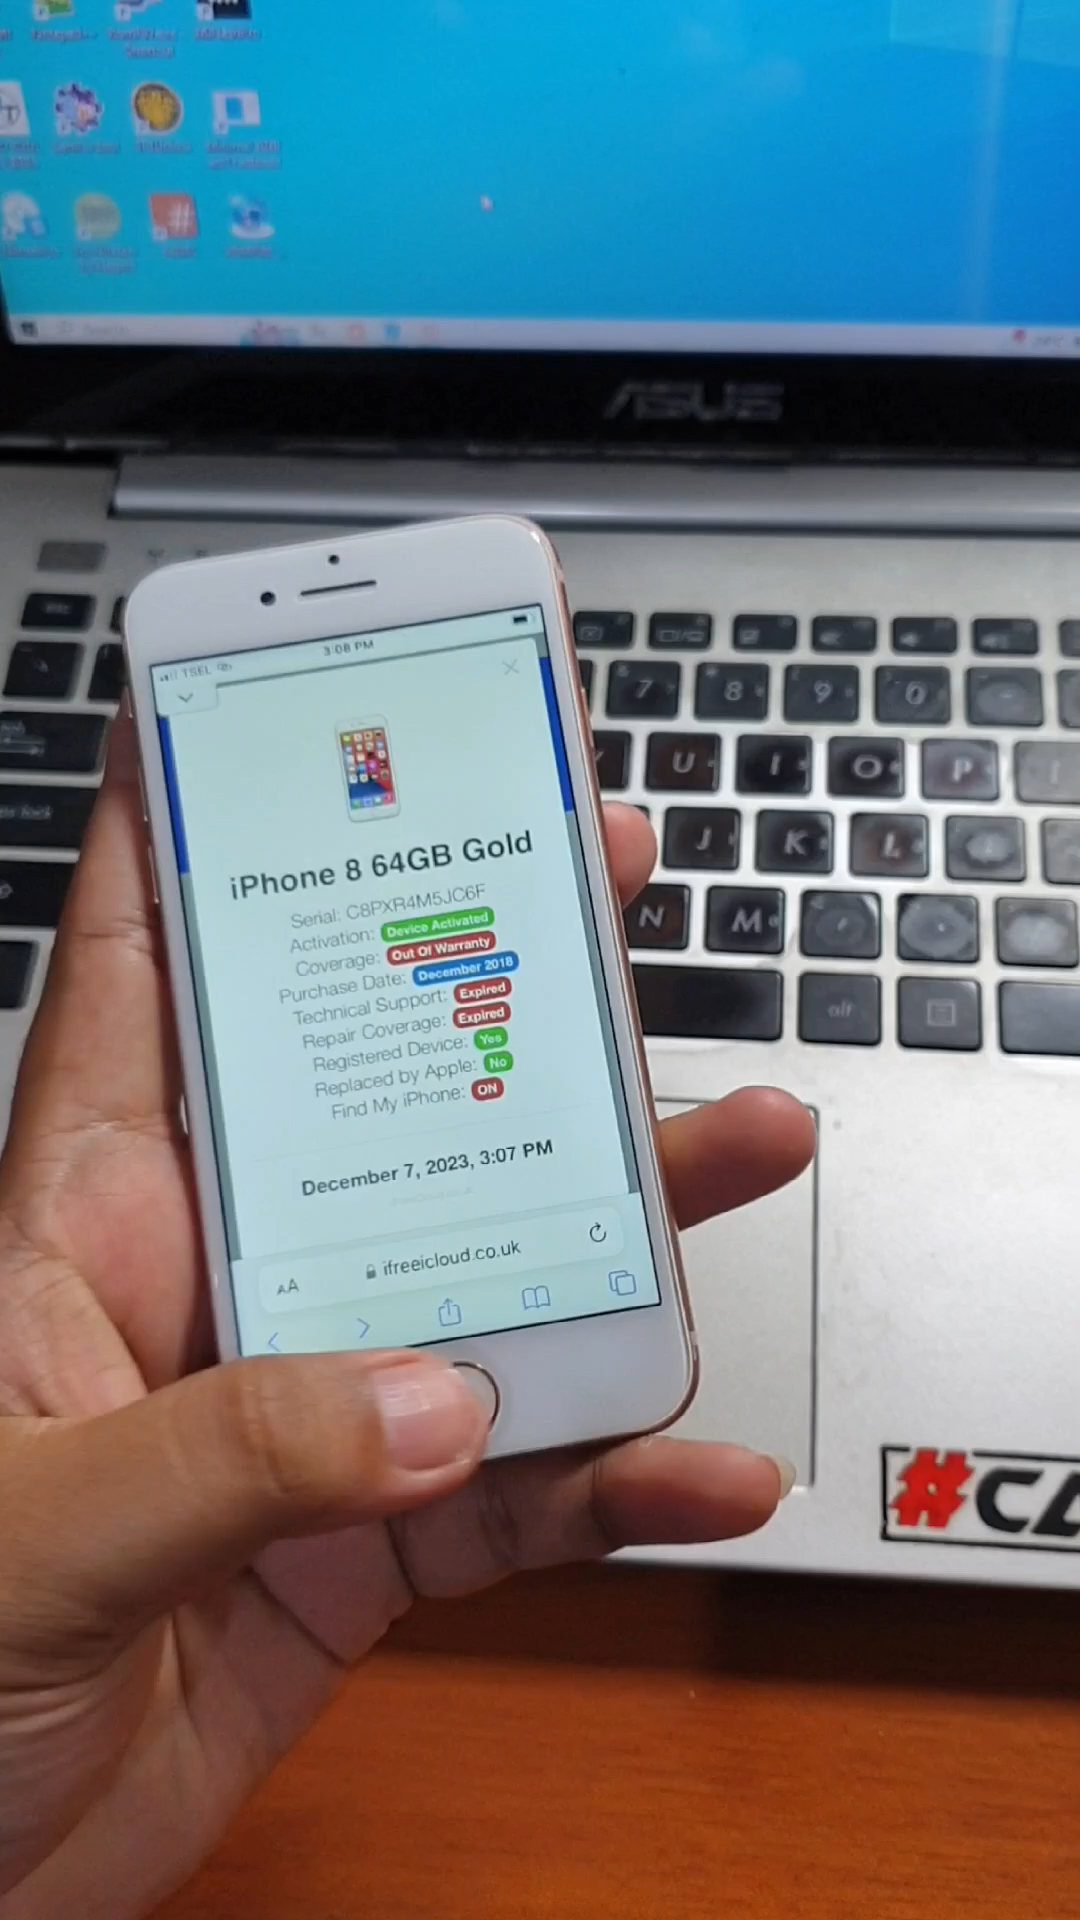 ASUS
TSEL
3:08 PM
iPhone 8 64GB Gold
Serial: C8PXR4M5JC6F
Activation: Device Activated
Coverage: Out Of Warranty
Purchase Date: December 2018
Technical Support: Expired
Repair Coverage: Expired
Registered Device: Yes
Replaced by Apple: No
Find My iPhone: ON
December 7, 2023, 3:07 PM
AA
ifreeicloud.co.uk
7
8
9
0
U
I
O
P
J
K
L
N
M
alt
#CA